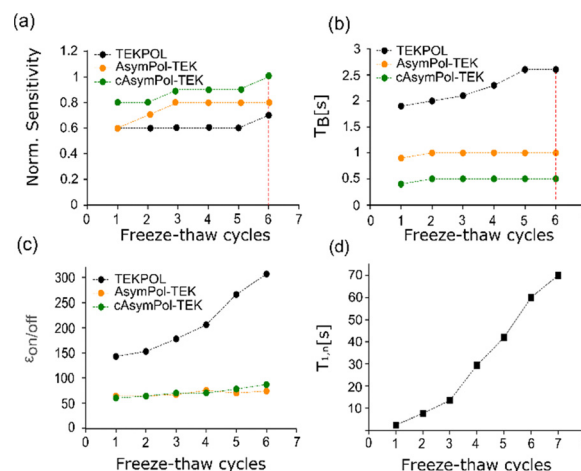 (a)
TEKPOL
AsymPol-TEK
cAsymPol-TEK
Norm. Sensitivity
1.2
1
0.8
0.6
0.4
0.2
0
0 1 2 3 4 5 6 7
Freeze-thaw cycles
(b)
TEKPOL
AsymPol-TEK
cAsymPol-TEK
T_B[s]
3
2.5
2
1.5
1
0.5
0
0 1 2 3 4 5 6 7
Freeze-thaw cycles
(c)
TEKPOL
AsymPol-TEK
cAsymPol-TEK
ε_on/off
300
250
200
150
100
50
0
0 1 2 3 4 5 6 7
Freeze-thaw cycles
(d)
T_1,n[s]
70
60
50
40
30
20
10
0 1 2 3 4 5 6 7
Freeze-thaw cycles